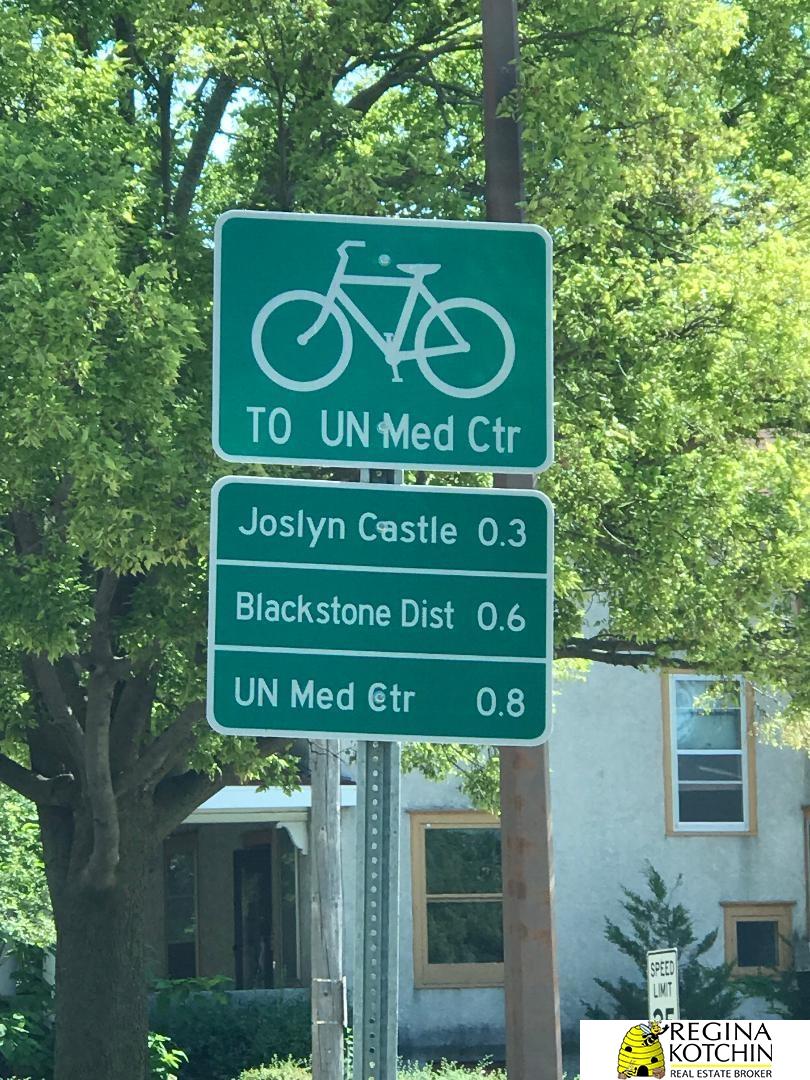 TO UN Med Ctr
Joslyn Castle 0.3
Blackstone Dist 0.6
UN Med Ctr 0.8
SPEED
LIMIT
REGINA
KOTCHIN
REAL ESTATE BROKER